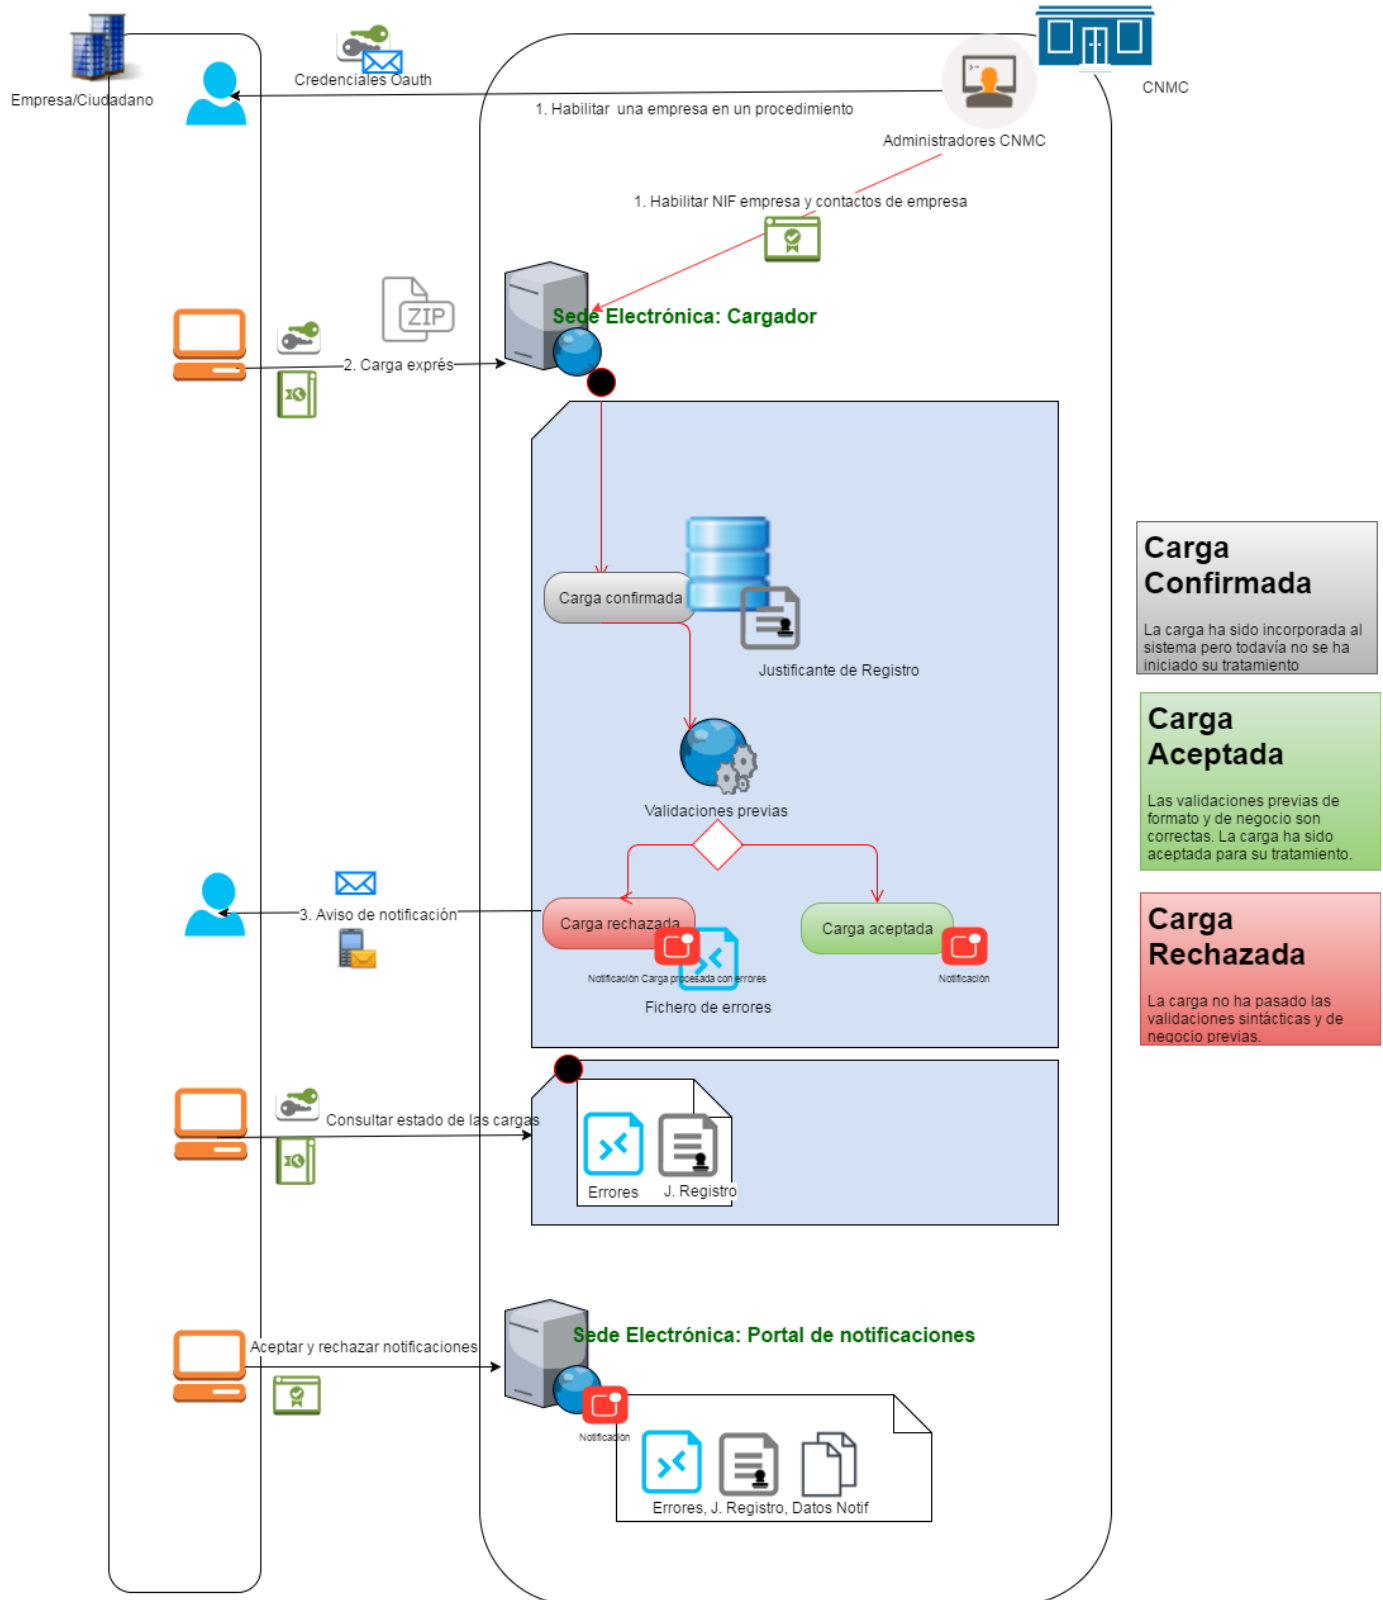 Empresa/Ciudadano
Credenciales Oauth
CNMC
1. Habilitar una empresa en un procedimiento
Administradores CNMC
1. Habilitar NIF empresa y contactos de empresa
ZIP
Sede Electrónica: Cargador
2. Carga exprés
Carga confirmada
Justificante de Registro
Carga
Confirmada
La carga ha sido incorporada al
sistema pero todavía no se ha
iniciado su tratamiento
Carga
Aceptada
Las validaciones previas de
formato y de negocio son
correctas. La carga ha sido
aceptada para su tratamiento.
Validaciones previas
3. Aviso de notificación
Carga rechazada
Carga aceptada
Notificación Carga procesada con errores
Notificación
Fichero de errores
Carga
Rechazada
La carga no ha pasado las
validaciones sintácticas y de
negocio previas.
Consultar estado de las cargas
Errores
J. Registro
Sede Electrónica: Portal de notificaciones
Aceptar y rechazar notificaciones
Notificación
Errores, J. Registro, Datos Notif